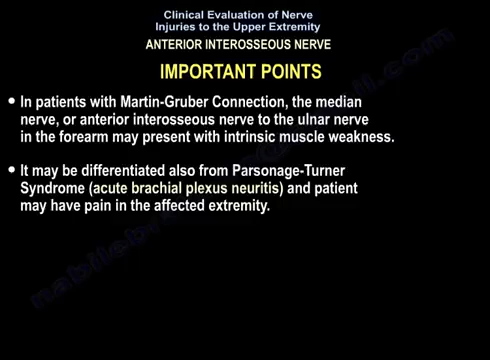 Clinical Evaluation of Nerve
Injuries to the Upper Extremity
ANTERIOR INTEROSSEOUS NERVE
IMPORTANT POINTS
• In patients with Martin-Gruber Connection, the median
nerve, or anterior interosseous nerve to the ulnar nerve
in the forearm may present with intrinsic muscle weakness.
• It may be differentiated also from Parsonage-Turner
Syndrome (acute brachial plexus neuritis) and patient
may have pain in the affected extremity.